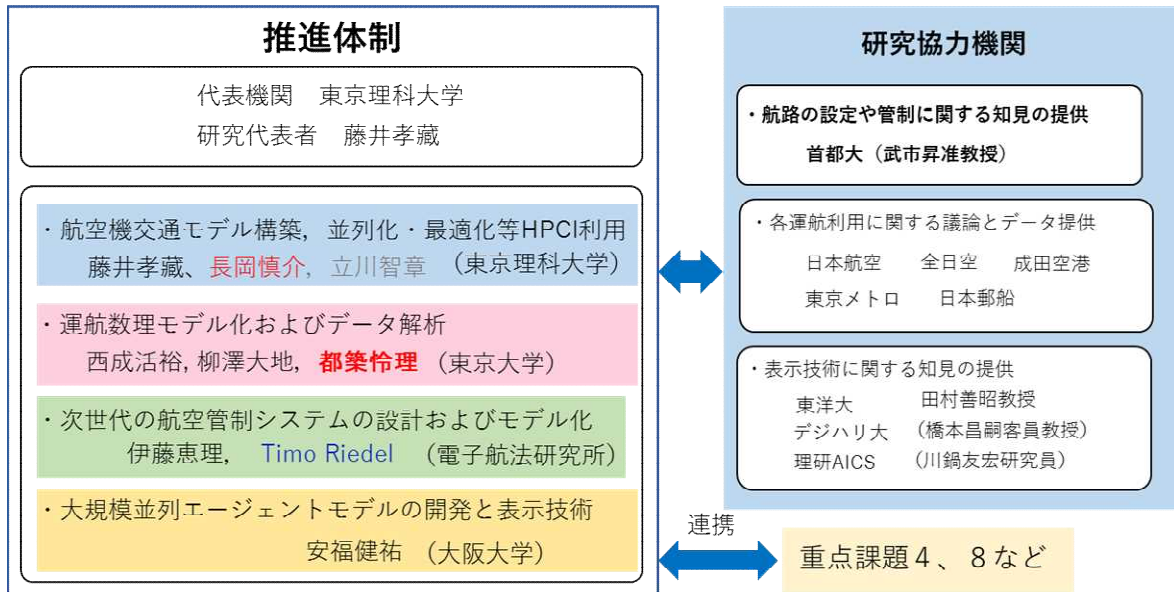 推進体制
代表機関　東京理科大学
研究代表者　藤井孝藏
・航空機交通モデル構築，並列化・最適化等HPCI利用
藤井孝藏、長岡慎介，立川智章　（東京理科大学）
・運航数理モデル化およびデータ解析
西成活裕, 柳澤大地，都築怜理　（東京大学）
・次世代の航空管制システムの設計およびモデル化
伊藤恵理，　Timo Riedel　（電子航法研究所）
・大規模並列エージェントモデルの開発と表示技術
安福健祐　（大阪大学）
研究協力機関
・航路の設定や管制に関する知見の提供
首都大（武市昇准教授）
・各運航利用に関する議論とデータ提供
日本航空　全日空　成田空港
東京メトロ　日本郵船
・表示技術に関する知見の提供
東洋大　田村善昭教授
デジハリ大　（橋本昌嗣客員教授）
理研AICS　（川鍋友宏研究員）
連携
重点課題４、８など